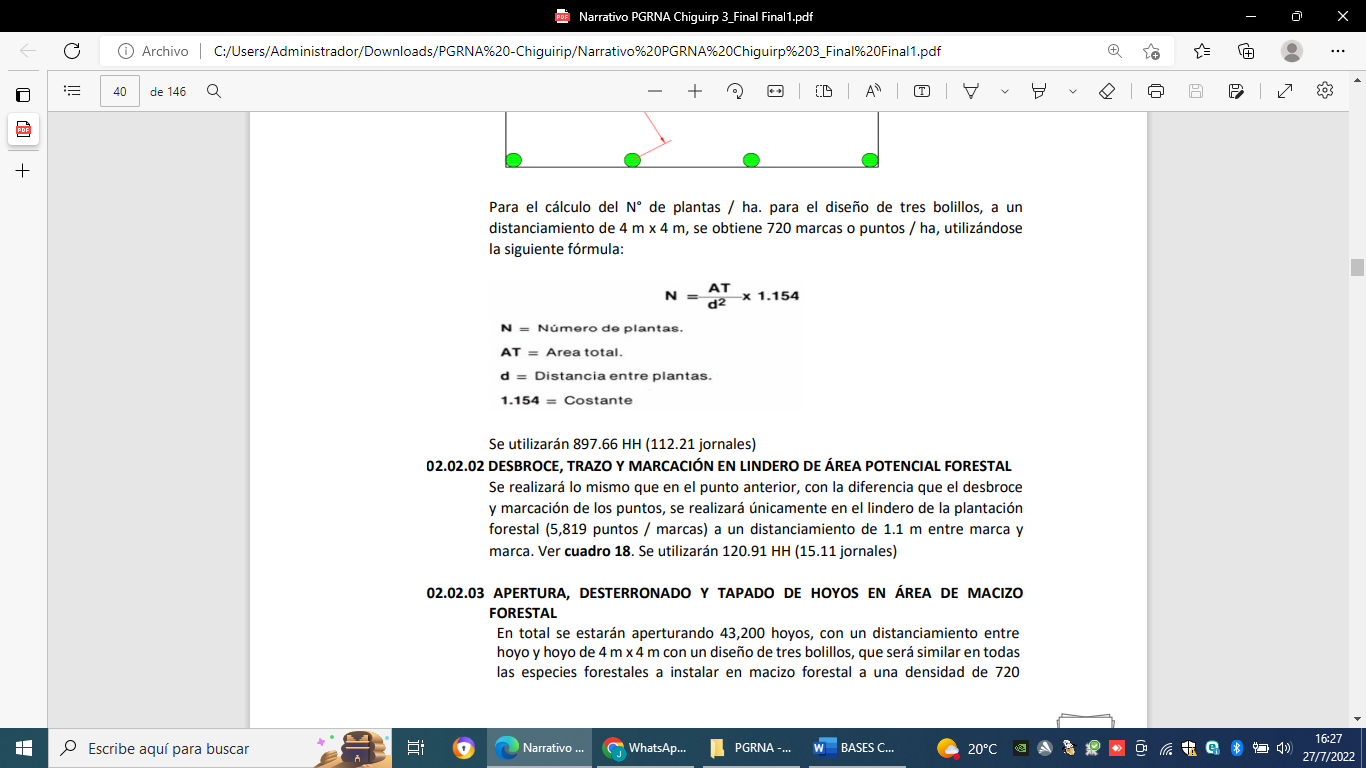 Narrativo PGRNA Chiguirp 3_Final Final1.pdf
Archivo
C:/Users/Administrador/Downloads/PGRNA%20-Chiguirip/Narrativo%20PGRNA%20Chiguirp%203_Final%20Final1.pdf
40 de 146
Para el cálculo del N° de plantas / ha. para el diseño de tres bolillos, a un
distanciamiento de 4 m x 4 m, se obtiene 720 marcas o puntos / ha, utilizándose
la siguiente fórmula:
N = AT/d² x 1.154
N = Número de plantas.
AT = Area total.
d = Distancia entre plantas.
1.154 = Costante
Se utilizarán 897.66 HH (112.21 jornales)
02.02.02 DESBROCE, TRAZO Y MARCACIÓN EN LINDERO DE ÁREA POTENCIAL FORESTAL
Se realizará lo mismo que en el punto anterior, con la diferencia que el desbroce
y marcación de los puntos, se realizará únicamente en el lindero de la plantación
forestal (5,819 puntos / marcas) a un distanciamiento de 1.1 m entre marca y
marca. Ver cuadro 18. Se utilizarán 120.91 HH (15.11 jornales)
02.02.03 APERTURA, DESTERRONADO Y TAPADO DE HOYOS EN ÁREA DE MACIZO
FORESTAL
En total se estarán aperturando 43,200 hoyos, con un distanciamiento entre
hoyo y hoyo de 4 m x 4 m con un diseño de tres bolillos, que será similar en todas
las especies forestales a instalar en macizo forestal a una densidad de 720
Escribe aquí para buscar
Narrativo ...
WhatsAp...
PGRNA -...
BASES C...
20°C
16:27
27/7/2022